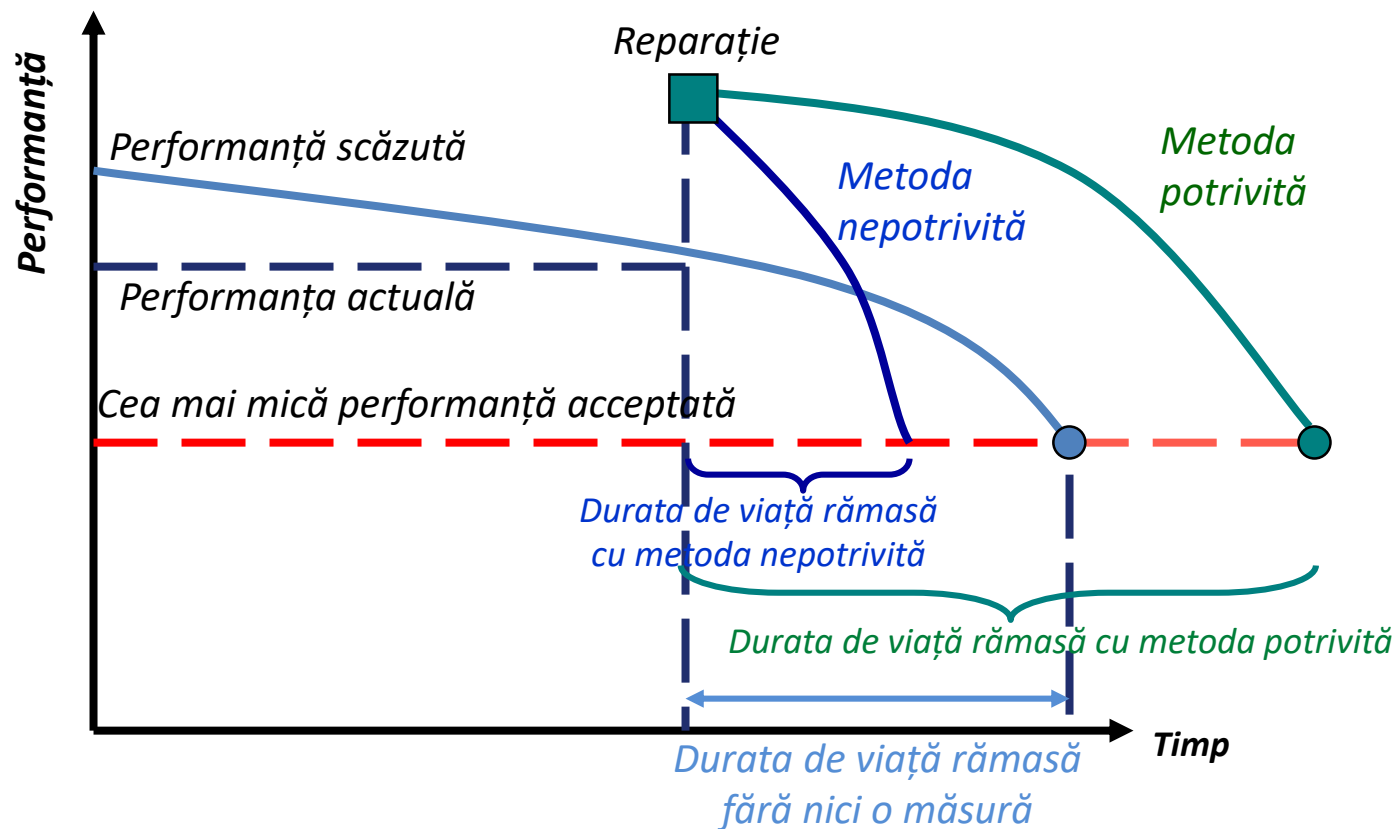 Reparație
Performanță
Performanță scăzută
Metoda
nepotrivită
Metoda
potrivită
Performanța actuală
Cea mai mică performanță acceptată
Durata de viață rămasă
cu metoda nepotrivită
Durata de viață rămasă cu metoda potrivită
Timp
Durata de viață rămasă
fără nici o măsură